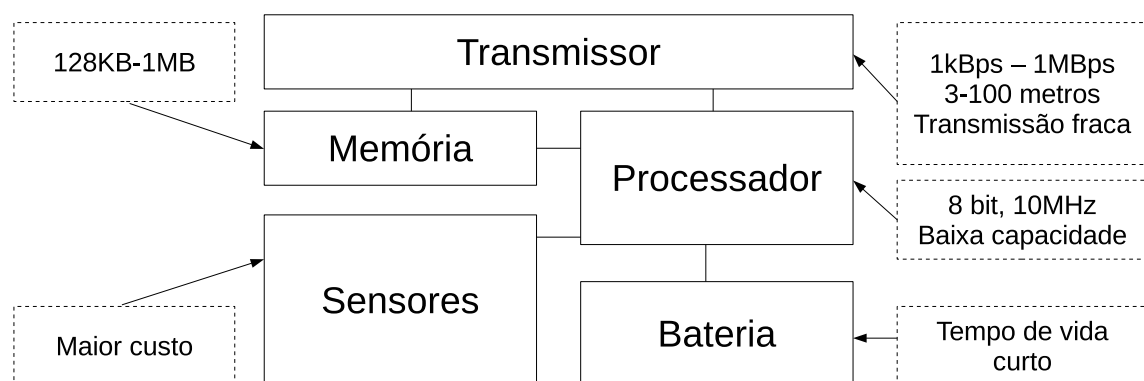 Transmissor
128KB-1MB
1kBps – 1MBps
3-100 metros
Transmissão fraca
Memória
Processador
8 bit, 10MHz
Baixa capacidade
Sensores
Maior custo
Bateria
Tempo de vida
curto